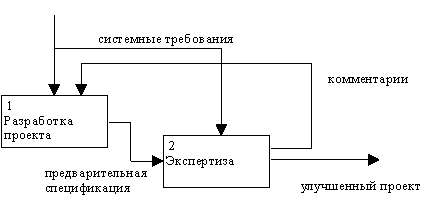 системные требования
комментарии
1
Разработка
проекта
2
Экспертиза
предварительная
спецификация
улучшенный проект